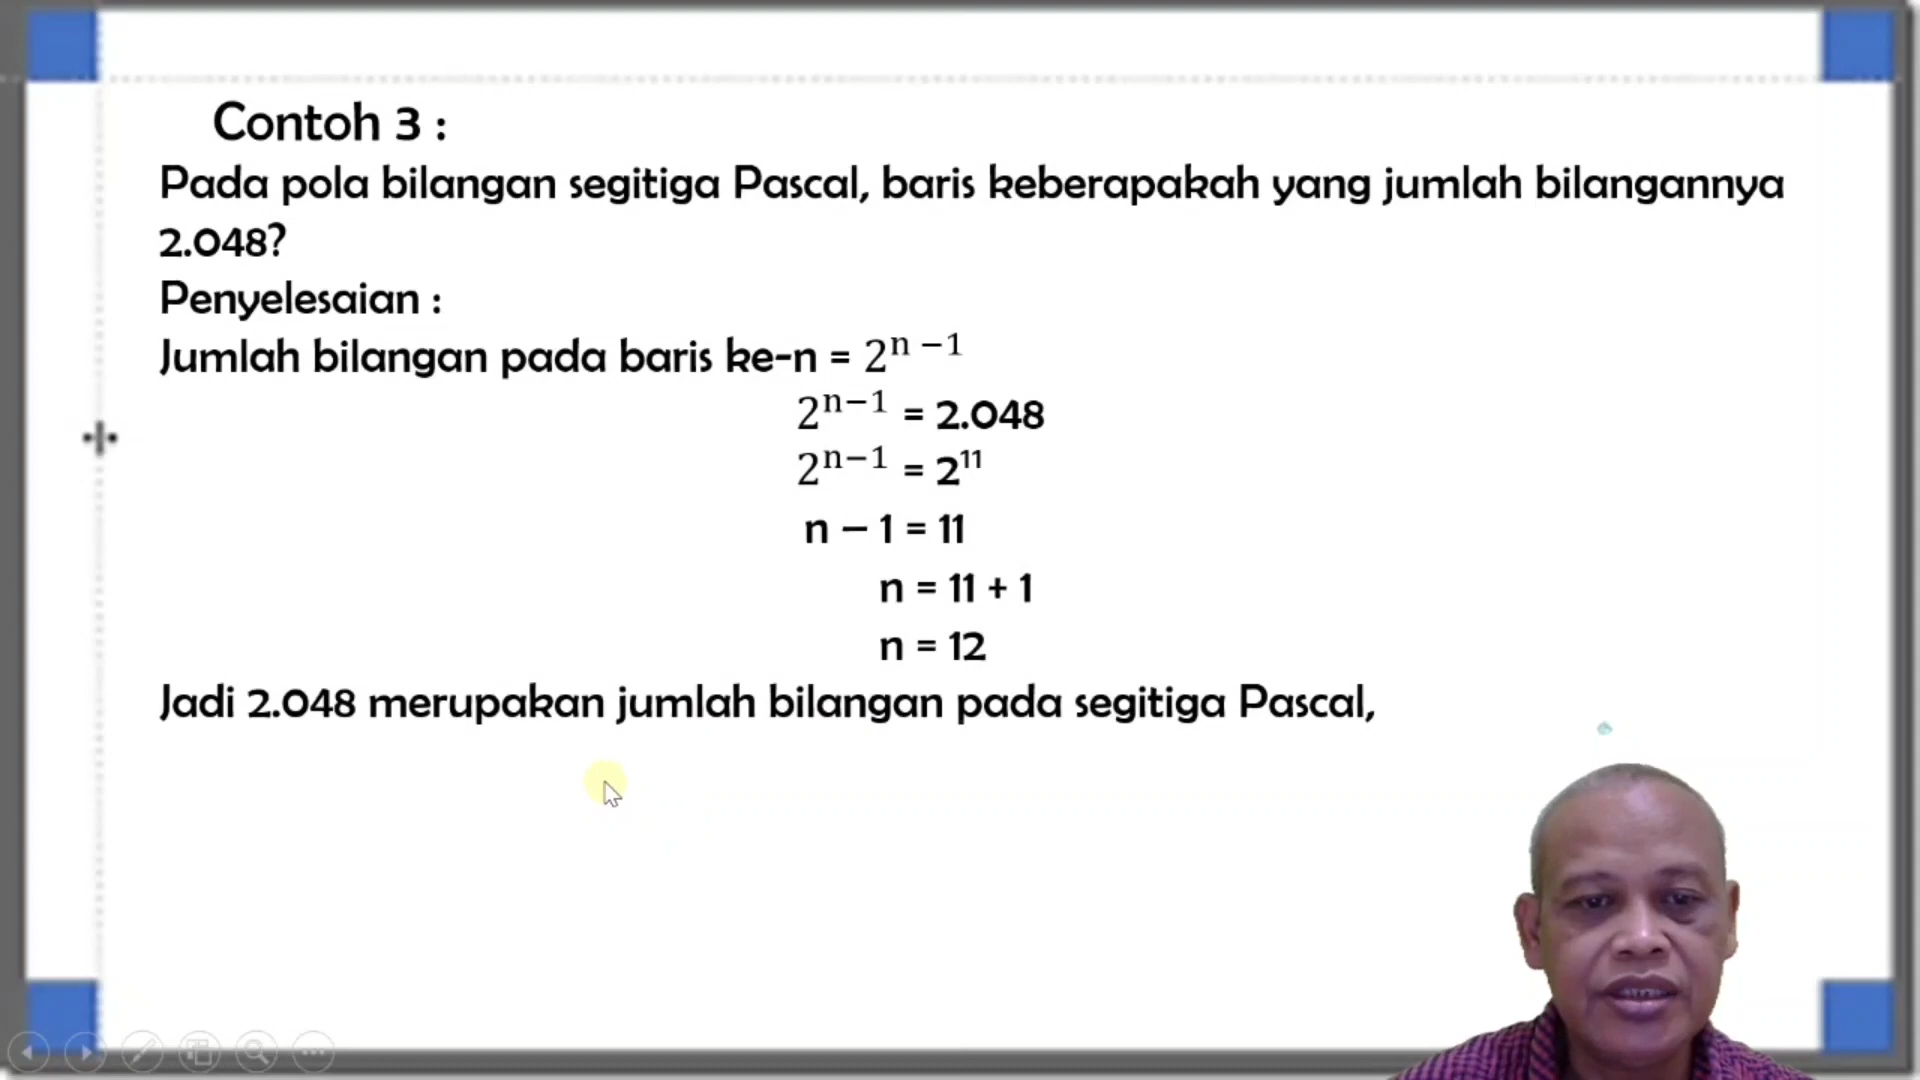 Contoh 3 :
Pada pola bilangan segitiga Pascal, baris keberapakah yang jumlah bilangannya
2.048?
Penyelesaian :
Jumlah bilangan pada baris ke-n = 2ⁿ ⁻¹
2ⁿ⁻¹ = 2.048
2ⁿ⁻¹ = 2¹¹
n – 1 = 11
n = 11 + 1
n = 12
Jadi 2.048 merupakan jumlah bilangan pada segitiga Pascal,